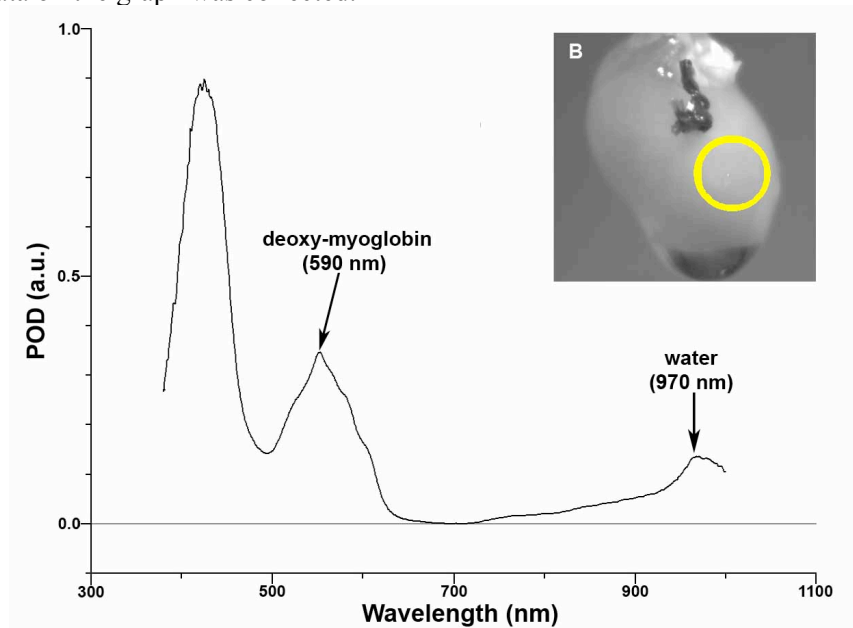 1.0
B
deoxy-myoglobin
(590 nm)
0.5
POD (a.u.)
water
(970 nm)
0.0
300 500 700 900 1100
Wavelength (nm)